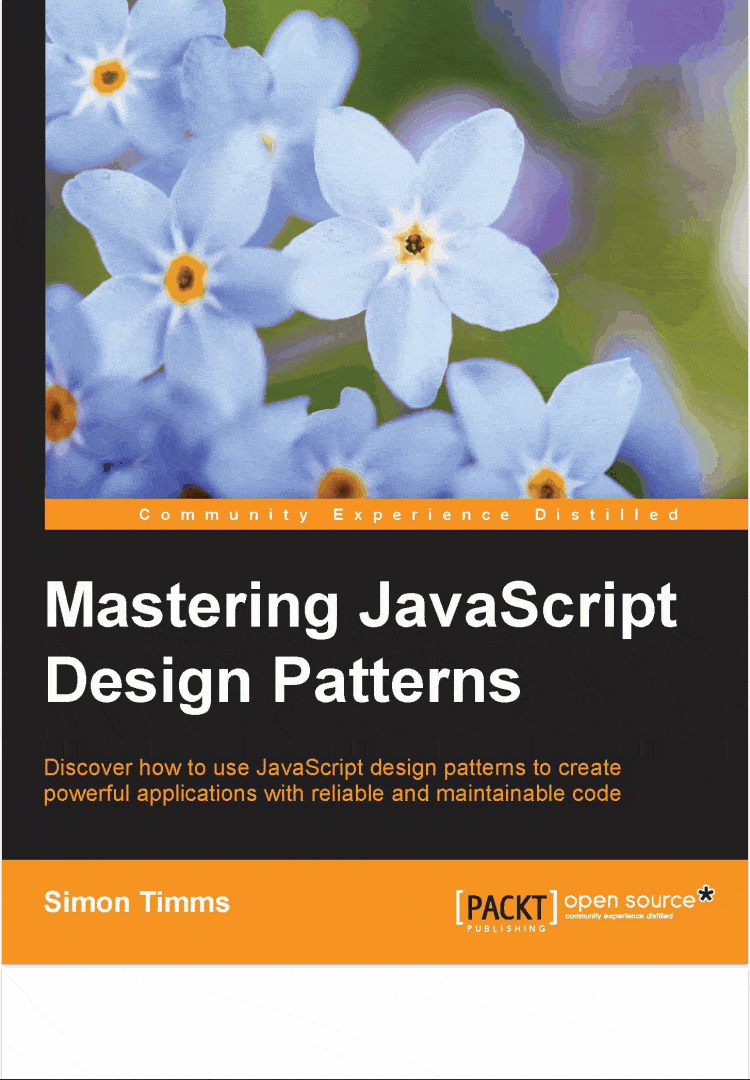 Community Experience Distilled
Mastering JavaScript
Design Patterns
Discover how to use JavaScript design patterns to create
powerful applications with reliable and maintainable code
Simon Timms
[PACKT] open source*
PUBLISHING community experience distilled